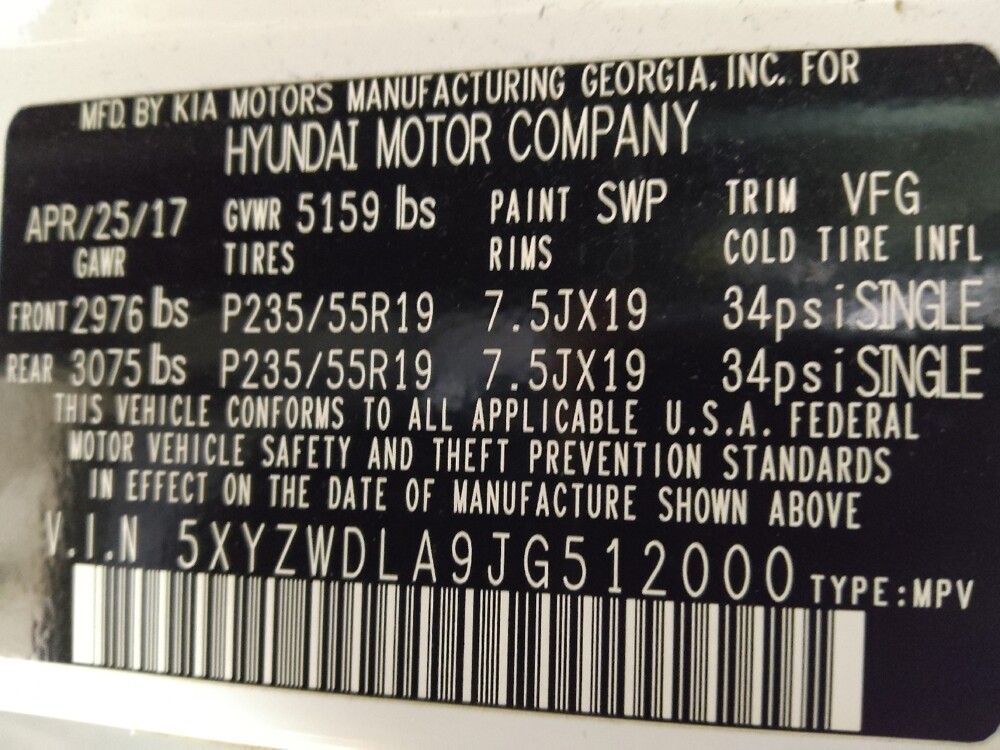 MFD. BY KIA MOTORS MANUFACTURING GEORGIA, INC. FOR
HYUNDAI MOTOR COMPANY
APR/25/17 GVWR 5159 lbs PAINT SWP TRIM VFG
GAWR TIRES RIMS COLD TIRE INFL
FRONT 2976 lbs P235/55R19 7.5JX19 34psi SINGLE
REAR 3075 lbs P235/55R19 7.5JX19 34psi SINGLE
THIS VEHICLE CONFORMS TO ALL APPLICABLE U.S.A. FEDERAL
MOTOR VEHICLE SAFETY AND THEFT PREVENTION STANDARDS
IN EFFECT ON THE DATE OF MANUFACTURE SHOWN ABOVE
V.I.N 5XYZWDLA9JG512000 TYPE:MPV